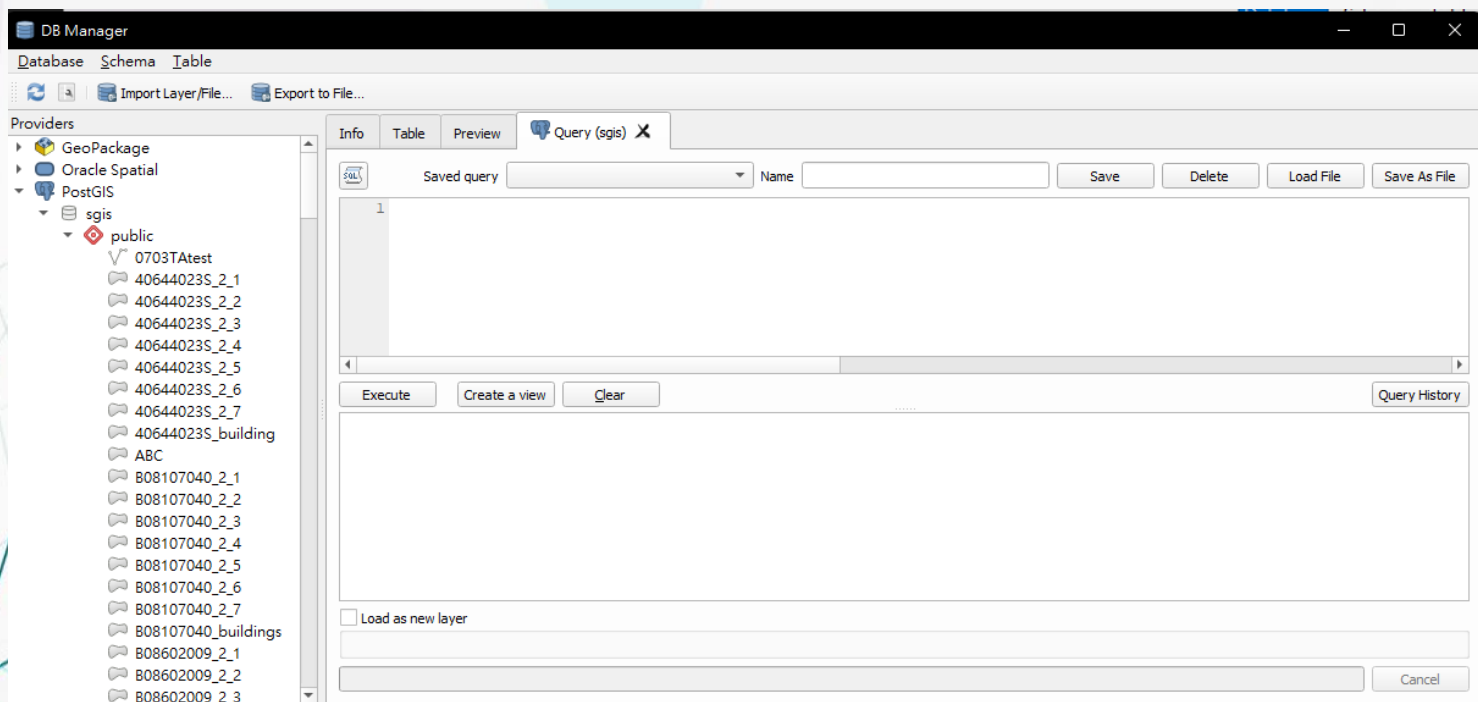 DB Manager
Database Schema Table
Import Layer/File... Export to File...
Providers
GeoPackage
Oracle Spatial
PostGIS
sgis
public
0703TAtest
40644023S_2_1
40644023S_2_2
40644023S_2_3
40644023S_2_4
40644023S_2_5
40644023S_2_6
40644023S_2_7
40644023S_building
ABC
B08107040_2_1
B08107040_2_2
B08107040_2_3
B08107040_2_4
B08107040_2_5
B08107040_2_6
B08107040_2_7
B08107040_buildings
B08602009_2_1
B08602009_2_2
B08602009_2_3
Info Table Preview Query (sgis)
SQL Saved query Name Save Delete Load File Save As File
1
Execute Create a view Clear Query History
Load as new layer
Cancel